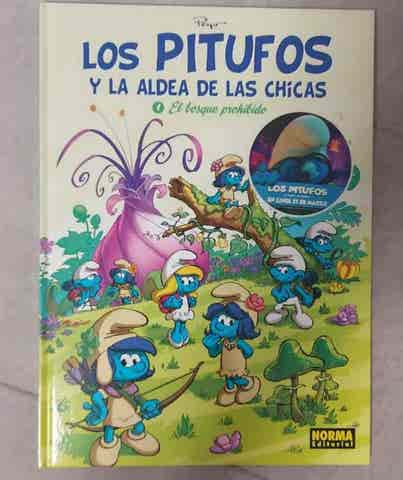 Peyo
LOS PITUFOS
Y LA ALDEA DE LAS CHICAS
1 El bosque prohibido
LOS PITUFOS
NORMA
Editorial